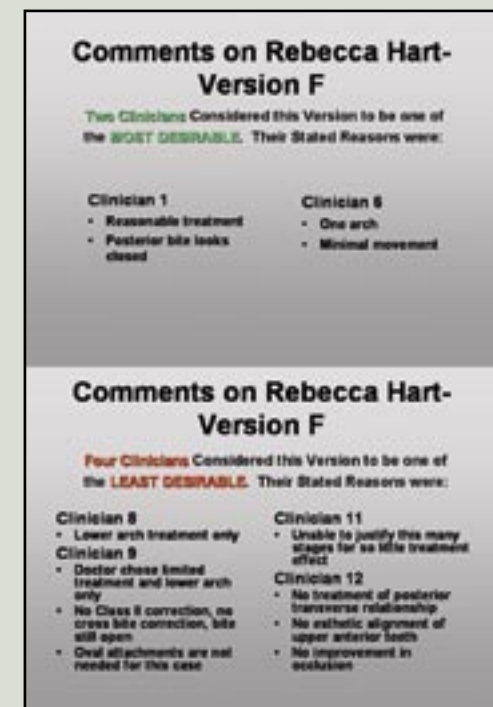 Comments on Rebecca Hart-
Version F
Two Clinicians Considered this Version to be one of
the MOST DESIRABLE. Their Stated Reasons were:
Clinician 1
• Reasonable treatment
• Posterior bite looks
closed
Clinician 6
• One arch
• Minimal movement
Comments on Rebecca Hart-
Version F
Four Clinicians Considered this Version to be one of
the LEAST DESIRABLE. Their Stated Reasons were:
Clinician 8
• Lower arch treatment only
Clinician 9
• Doctor chose limited
treatment and lower arch
only
• No Class II correction, no
cross bite correction, bite
still open
• Oval attachments are not
needed for this case
Clinician 11
• Unable to justify this many
stages for so little treatment
effect
Clinician 12
• No treatment of posterior
transverse relationship
• No esthetic alignment of
upper anterior teeth
• No improvement in
occlusion